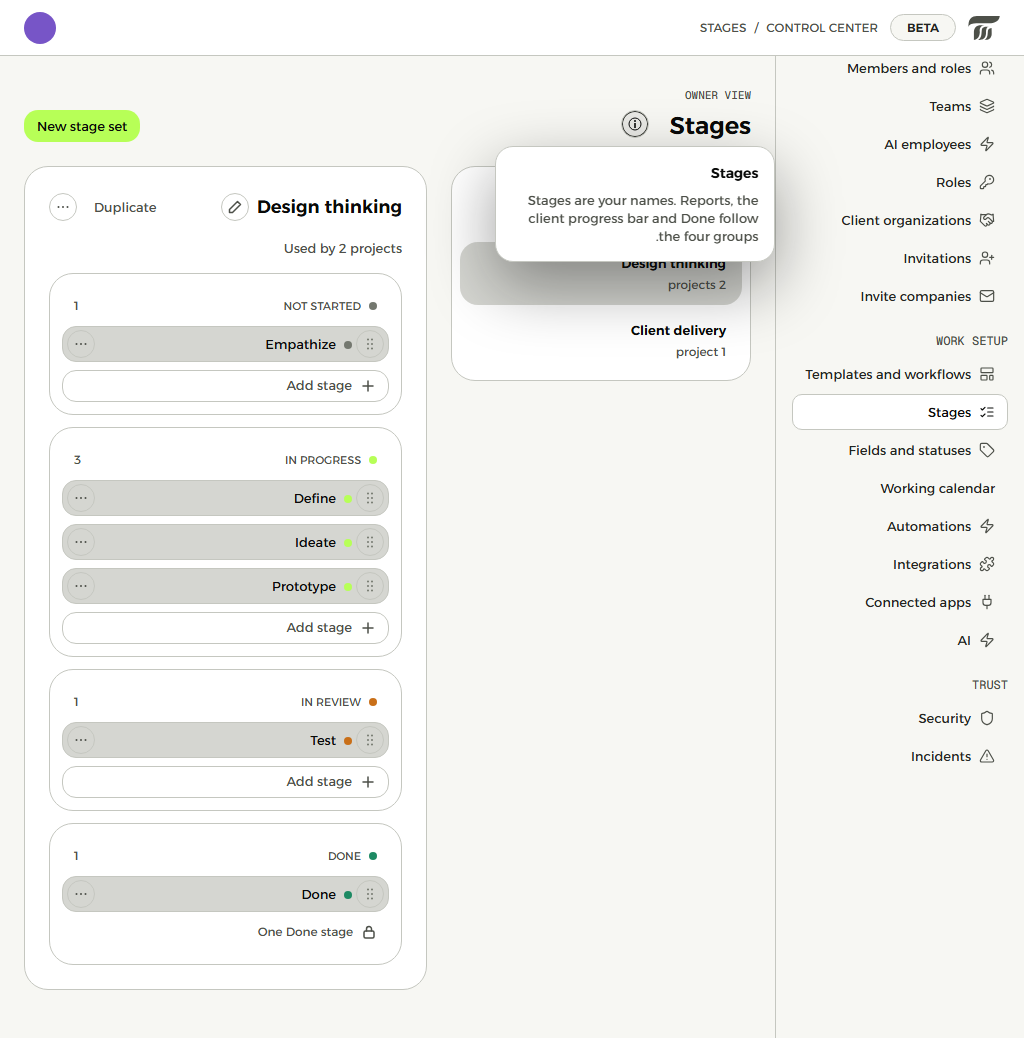 STAGES / CONTROL CENTER
BETA
Members and roles
Teams
AI employees
Roles
Client organizations
Invitations
Invite companies
WORK SETUP
Templates and workflows
Stages
Fields and statuses
Working calendar
Automations
Integrations
Connected apps
AI
TRUST
Security
Incidents
OWNER VIEW
Stages
New stage set
Stages
Stages are your names. Reports, the
client progress bar and Done follow
.the four groups
Design thinking
projects 2
Client delivery
project 1
Design thinking
Duplicate
Used by 2 projects
NOT STARTED
1
Empathize
Add stage
IN PROGRESS
3
Define
Ideate
Prototype
Add stage
IN REVIEW
1
Test
Add stage
DONE
1
Done
One Done stage